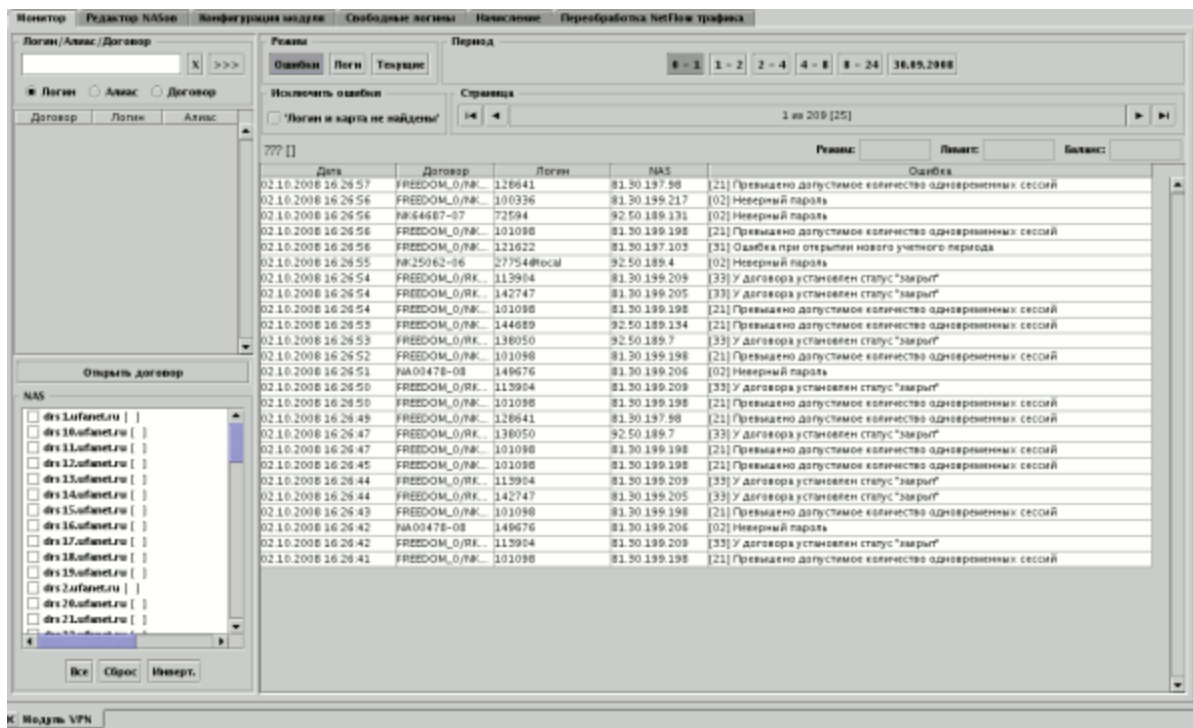 Монитор Редактор NASов Конфигурация модуля Свободные логины Начисление Переобработка NetFlow трафика
Логин/Алиас/Договор
X >>>
Логин Алиас Договор
Договор Логин Алиас
Открыть договор
NAS
drs1.ufanet.ru [ ]
drs10.ufanet.ru [ ]
drs11.ufanet.ru [ ]
drs12.ufanet.ru [ ]
drs13.ufanet.ru [ ]
drs14.ufanet.ru [ ]
drs15.ufanet.ru [ ]
drs16.ufanet.ru [ ]
drs17.ufanet.ru [ ]
drs18.ufanet.ru [ ]
drs19.ufanet.ru [ ]
drs2.ufanet.ru [ ]
drs20.ufanet.ru [ ]
drs21.ufanet.ru [ ]
Все Сброс Инверт.
Режим Период
Ошибки Логи Текущие 0 - 1 1 - 2 2 - 4 4 - 8 8 - 24 30.09.2008
Исключить ошибки Страница
'Логин и карта не найдены' 1 из 209 [25]
??? [] Режим: Лимит: Баланс:
Дата Договор Логин NAS Ошибка
02.10.2008 16:26:57 FREEDOM_0/NK... 128641 81.30.197.98 [21] Превышено допустимое количество одновременных сессий
02.10.2008 16:26:56 FREEDOM_0/NK... 100336 81.30.199.217 [02] Неверный пароль
02.10.2008 16:26:56 NK64687-07 72594 92.50.189.131 [02] Неверный пароль
02.10.2008 16:26:56 FREEDOM_0/NK... 101098 81.30.199.198 [21] Превышено допустимое количество одновременных сессий
02.10.2008 16:26:56 FREEDOM_0/NK... 121622 81.30.197.103 [31] Ошибка при открытии нового учетного периода
02.10.2008 16:26:55 NK25062-06 27754@local 92.50.189.4 [02] Неверный пароль
02.10.2008 16:26:54 FREEDOM_0/RK... 113904 81.30.199.209 [33] У договора установлен статус "закрыт"
02.10.2008 16:26:54 FREEDOM_0/RK... 142747 81.30.199.205 [33] У договора установлен статус "закрыт"
02.10.2008 16:26:54 FREEDOM_0/NK... 101098 81.30.199.198 [21] Превышено допустимое количество одновременных сессий
02.10.2008 16:26:53 FREEDOM_0/NK... 144689 92.50.189.134 [21] Превышено допустимое количество одновременных сессий
02.10.2008 16:26:53 FREEDOM_0/RK... 138050 92.50.189.7 [33] У договора установлен статус "закрыт"
02.10.2008 16:26:52 FREEDOM_0/NK... 101098 81.30.199.198 [21] Превышено допустимое количество одновременных сессий
02.10.2008 16:26:51 NA00478-08 149676 81.30.199.206 [02] Неверный пароль
02.10.2008 16:26:50 FREEDOM_0/RK... 113904 81.30.199.209 [33] У договора установлен статус "закрыт"
02.10.2008 16:26:50 FREEDOM_0/NK... 101098 81.30.199.198 [21] Превышено допустимое количество одновременных сессий
02.10.2008 16:26:49 FREEDOM_0/NK... 128641 81.30.197.98 [21] Превышено допустимое количество одновременных сессий
02.10.2008 16:26:47 FREEDOM_0/RK... 138050 92.50.189.7 [33] У договора установлен статус "закрыт"
02.10.2008 16:26:47 FREEDOM_0/NK... 101098 81.30.199.198 [21] Превышено допустимое количество одновременных сессий
02.10.2008 16:26:45 FREEDOM_0/NK... 101098 81.30.199.198 [21] Превышено допустимое количество одновременных сессий
02.10.2008 16:26:44 FREEDOM_0/RK... 113904 81.30.199.209 [33] У договора установлен статус "закрыт"
02.10.2008 16:26:44 FREEDOM_0/RK... 142747 81.30.199.205 [33] У договора установлен статус "закрыт"
02.10.2008 16:26:43 FREEDOM_0/NK... 101098 81.30.199.198 [21] Превышено допустимое количество одновременных сессий
02.10.2008 16:26:42 NA00478-08 149676 81.30.199.206 [02] Неверный пароль
02.10.2008 16:26:42 FREEDOM_0/RK... 113904 81.30.199.209 [33] У договора установлен статус "закрыт"
02.10.2008 16:26:41 FREEDOM_0/NK... 101098 81.30.199.198 [21] Превышено допустимое количество одновременных сессий
X Модуль VPN